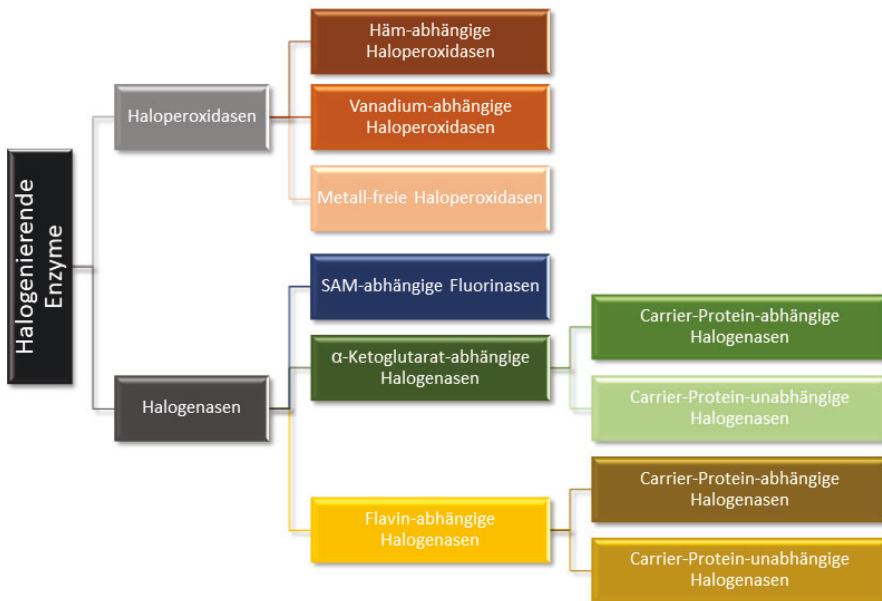 Halogenierende
Enzyme
Haloperoxidasen
Häm-abhängige
Haloperoxidasen
Vanadium-abhängige
Haloperoxidasen
Metall-freie Haloperoxidasen
Halogenasen
SAM-abhängige Fluorinasen
α-Ketoglutarat-abhängige
Halogenasen
Carrier-Protein-abhängige
Halogenasen
Carrier-Protein-unabhängige
Halogenasen
Flavin-abhängige
Halogenasen
Carrier-Protein-abhängige
Halogenasen
Carrier-Protein-unabhängige
Halogenasen